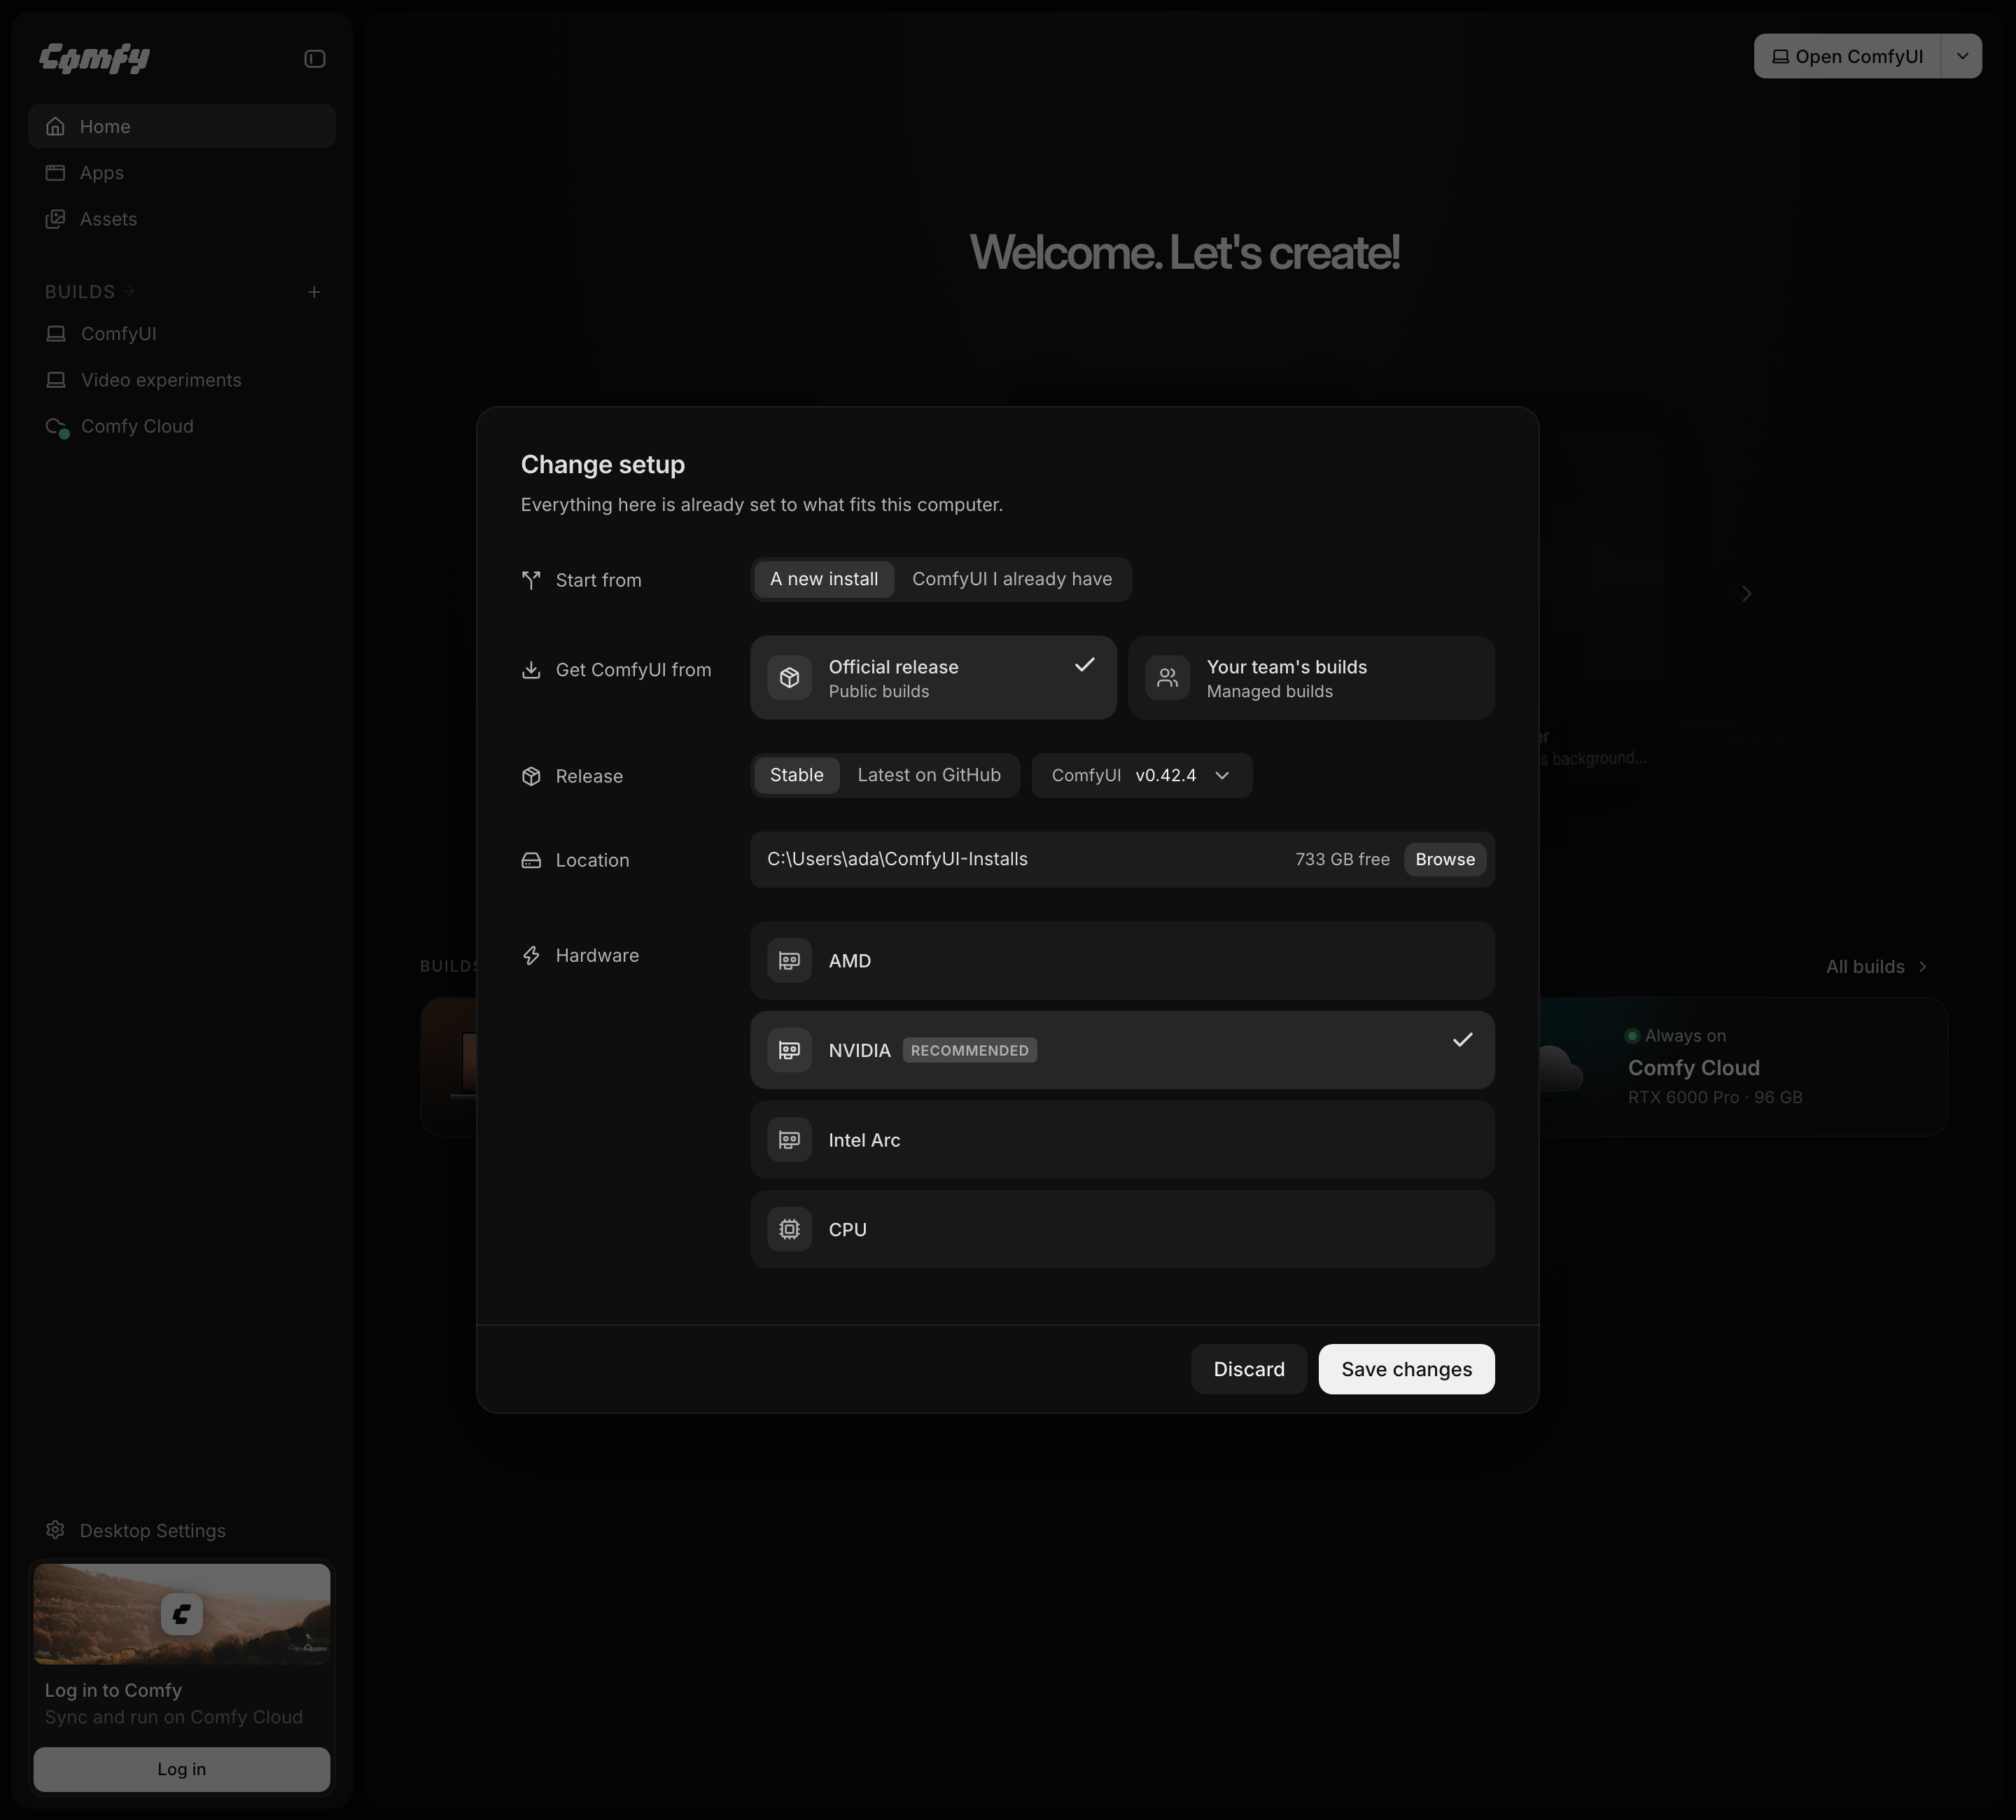 Comfy
Open ComfyUI
Home
Apps
Assets
Welcome. Let's create!
BUILDS
ComfyUI
Video experiments
Comfy Cloud
Change setup
Everything here is already set to what fits this computer.
Start from
A new install
ComfyUI I already have
Get ComfyUI from
Official release
Public builds
Your team's builds
Managed builds
Release
Stable
Latest on GitHub
ComfyUI v0.42.4
Location
C:\Users\ada\ComfyUI-Installs
733 GB free
Browse
Hardware
AMD
NVIDIA RECOMMENDED
Intel Arc
CPU
Discard
Save changes
er
s background...
BUILDS
All builds
Always on
Comfy Cloud
RTX 6000 Pro · 96 GB
Desktop Settings
Log in to Comfy
Sync and run on Comfy Cloud
Log in